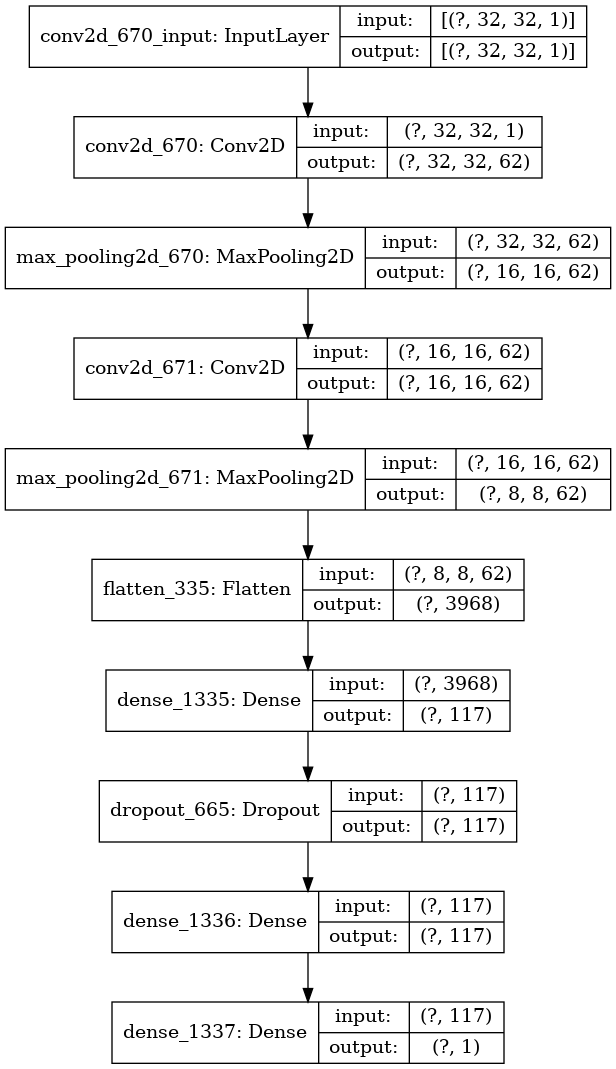 conv2d_670_input: InputLayer
input:
[(?, 32, 32, 1)]
output:
[(?, 32, 32, 1)]
conv2d_670: Conv2D
input:
(?, 32, 32, 1)
output:
(?, 32, 32, 62)
max_pooling2d_670: MaxPooling2D
input:
(?, 32, 32, 62)
output:
(?, 16, 16, 62)
conv2d_671: Conv2D
input:
(?, 16, 16, 62)
output:
(?, 16, 16, 62)
max_pooling2d_671: MaxPooling2D
input:
(?, 16, 16, 62)
output:
(?, 8, 8, 62)
flatten_335: Flatten
input:
(?, 8, 8, 62)
output:
(?, 3968)
dense_1335: Dense
input:
(?, 3968)
output:
(?, 117)
dropout_665: Dropout
input:
(?, 117)
output:
(?, 117)
dense_1336: Dense
input:
(?, 117)
output:
(?, 117)
dense_1337: Dense
input:
(?, 117)
output:
(?, 1)